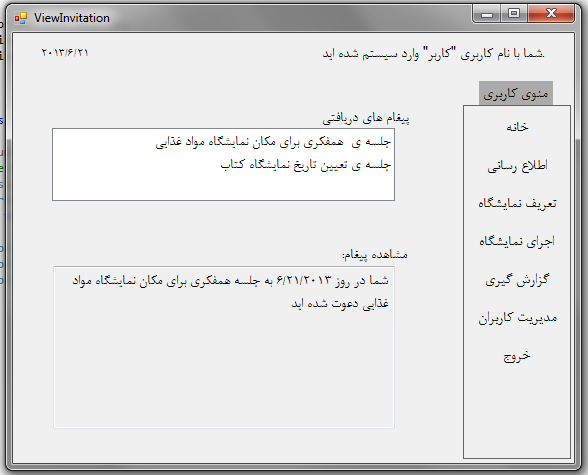 ViewInvitation
.شما با نام کاربری "کاربر" وارد سیستم شده اید
۲۰۱۳/۶/۲۱
منوی کاربری
خانه
اطلاع رسانی
تعریف نمایشگاه
اجرای نمایشگاه
گزارش گیری
مدیریت کاربران
خروج
پیغام های دریافتی
جلسه ی همفکری برای مکان نمایشگاه مواد غذایی
جلسه ی تعیین تاریخ نمایشگاه کتاب
مشاهده پیغام:
شما در روز ۶/۲۱/۲۰۱۳ به جلسه همفکری برای مکان نمایشگاه مواد
غذایی دعوت شده اید